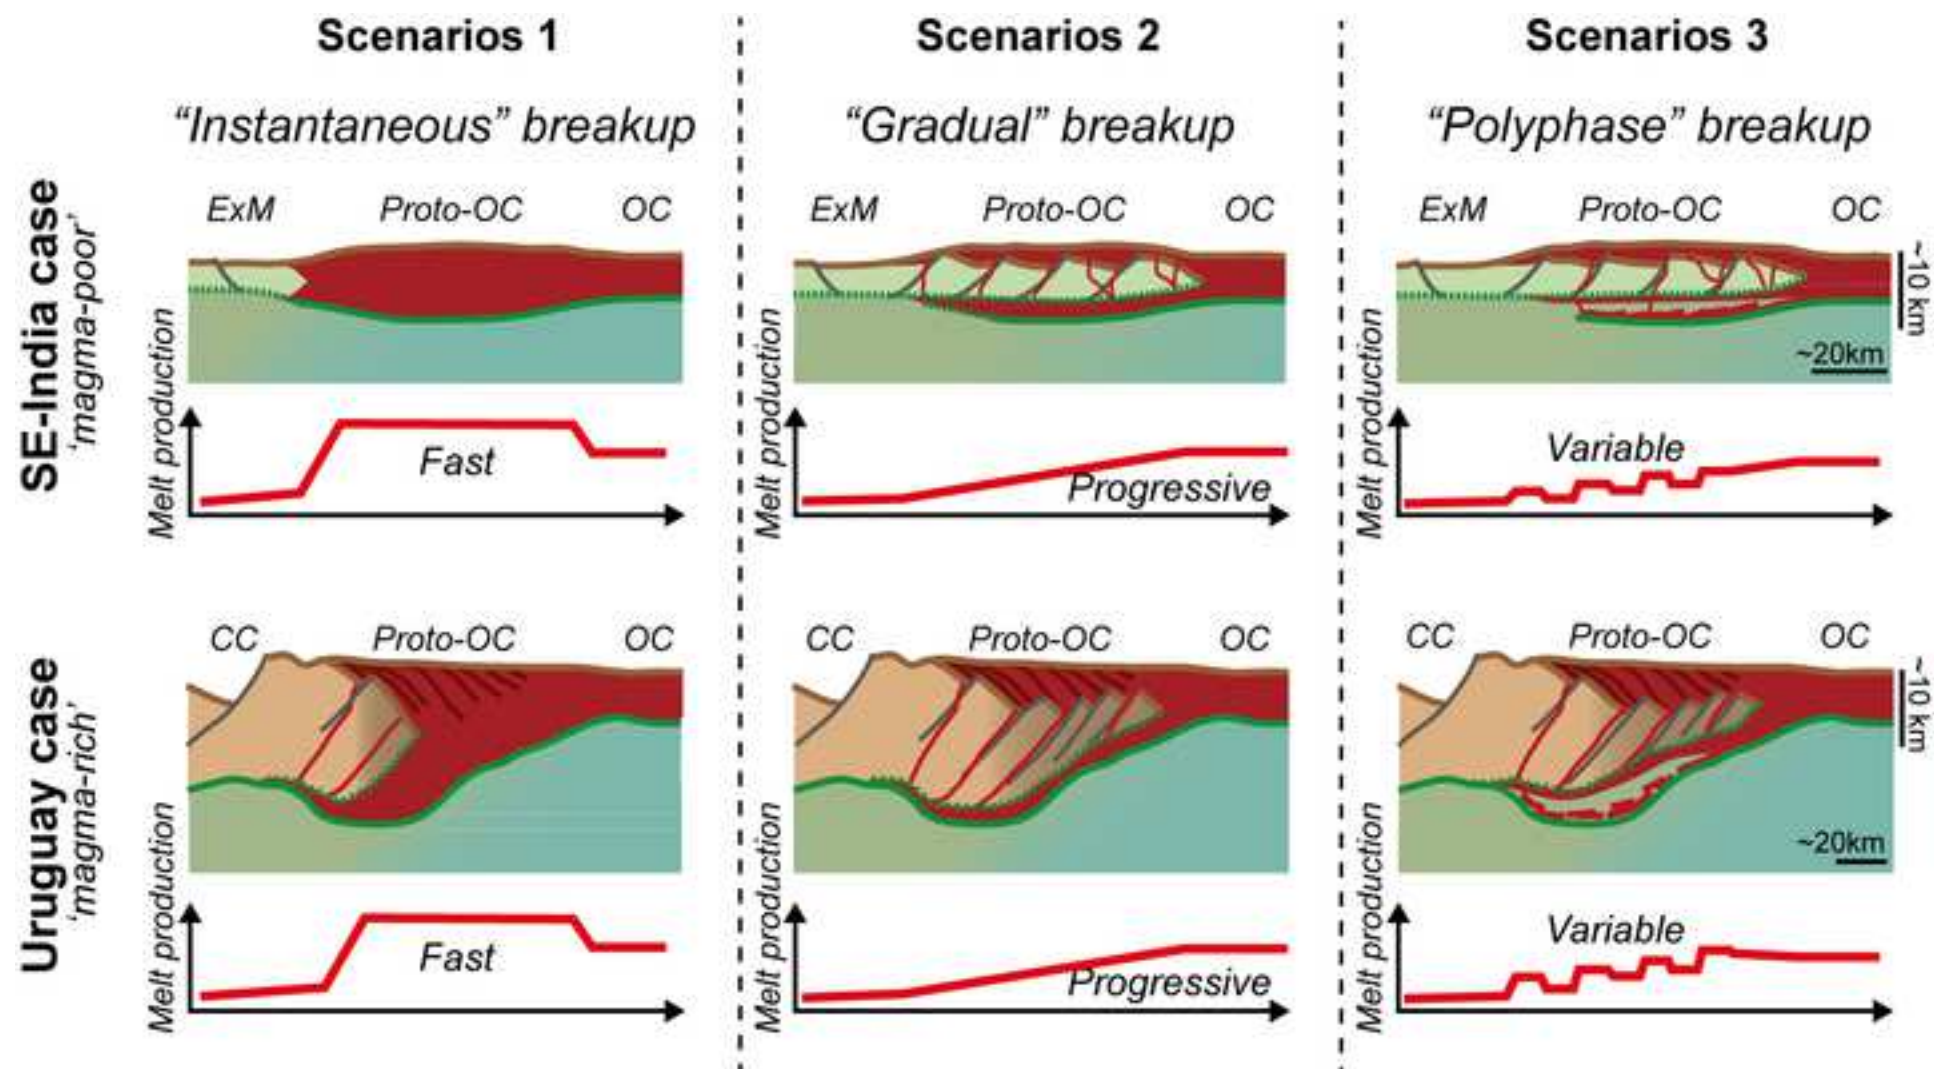 Scenarios 1
Scenarios 2
Scenarios 3
“Instantaneous” breakup
“Gradual” breakup
“Polyphase” breakup
SE-India case
‘magma-poor’
ExM Proto-OC OC
ExM Proto-OC OC
ExM Proto-OC OC
~10 km
~20km
Melt production
Fast
Melt production
Progressive
Melt production
Variable
Uruguay case
‘magma-rich’
CC Proto-OC OC
CC Proto-OC OC
CC Proto-OC OC
~10 km
~20km
Melt production
Fast
Melt production
Progressive
Melt production
Variable